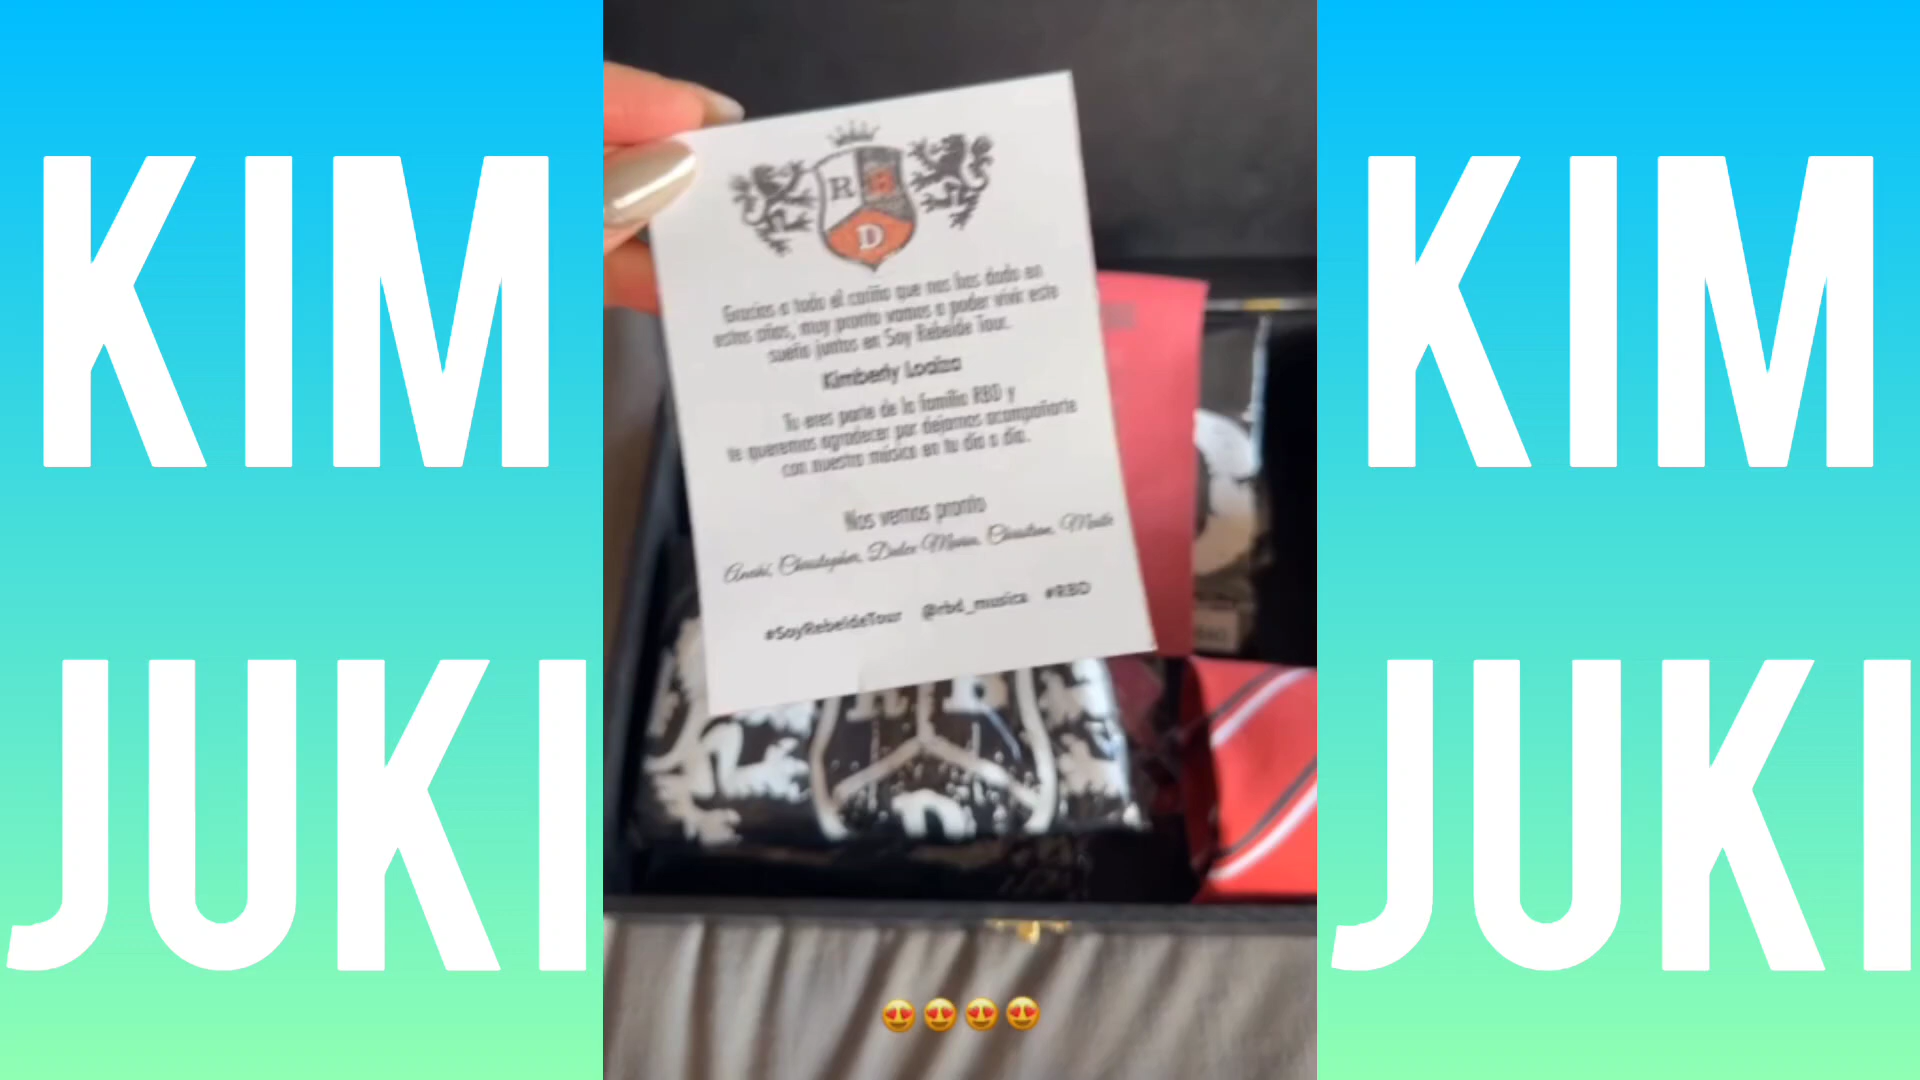 KIM
JUKI
R B
D
Gracias a todo el cariño que nos has dado en
estos años, muy pronto vamos a poder vivir este
sueño juntos en Soy Rebelde Tour.
Kimberly Loaiza
Tu eres parte de la familia RBD y
te queremos agradecer por dejarnos acompañarte
con nuestra música en tu día a día.
Nos vemos pronto
Anahí, Christopher, Dulce María, Christian, Maite
#SoyRebeldeTour @rbd_musica #RBD
R B
D
KIM
JUKI